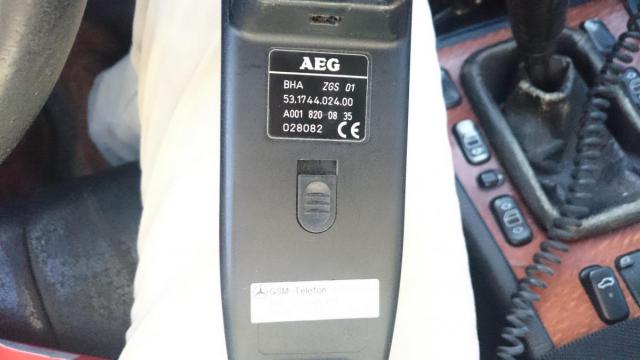 AEG
BHA ZGS 01
53.1744.024.00
A001 820 08 35
028082 CE
GSM-Telefon